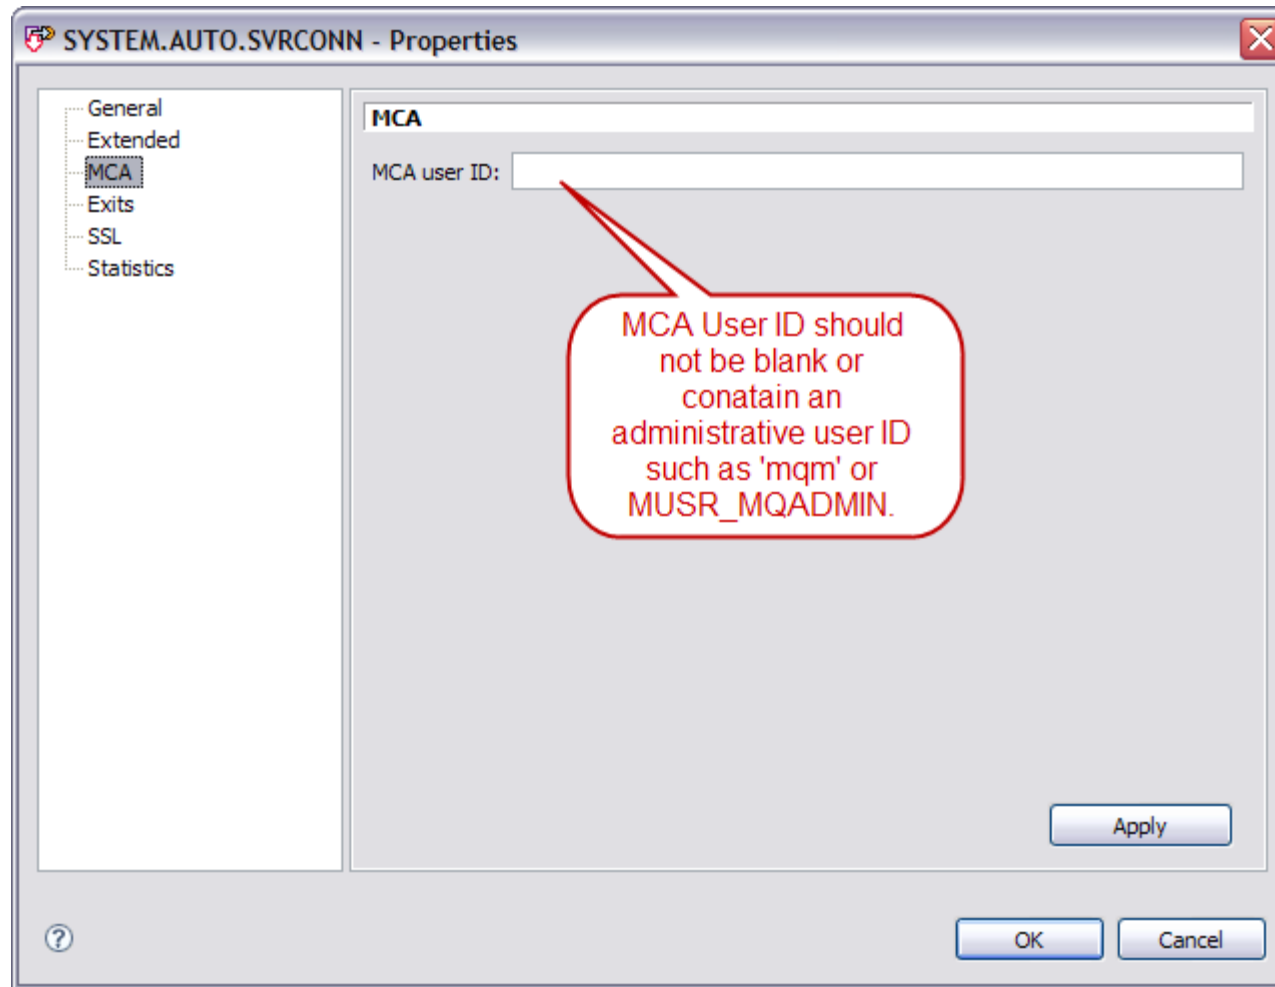 SYSTEM.AUTO.SVRCONN - Properties
General
Extended
MCA
Exits
SSL
Statistics
MCA
MCA user ID:
MCA User ID should
not be blank or
conatain an
administrative user ID
such as 'mqm' or
MUSR_MQADMIN.
Apply
?
OK
Cancel